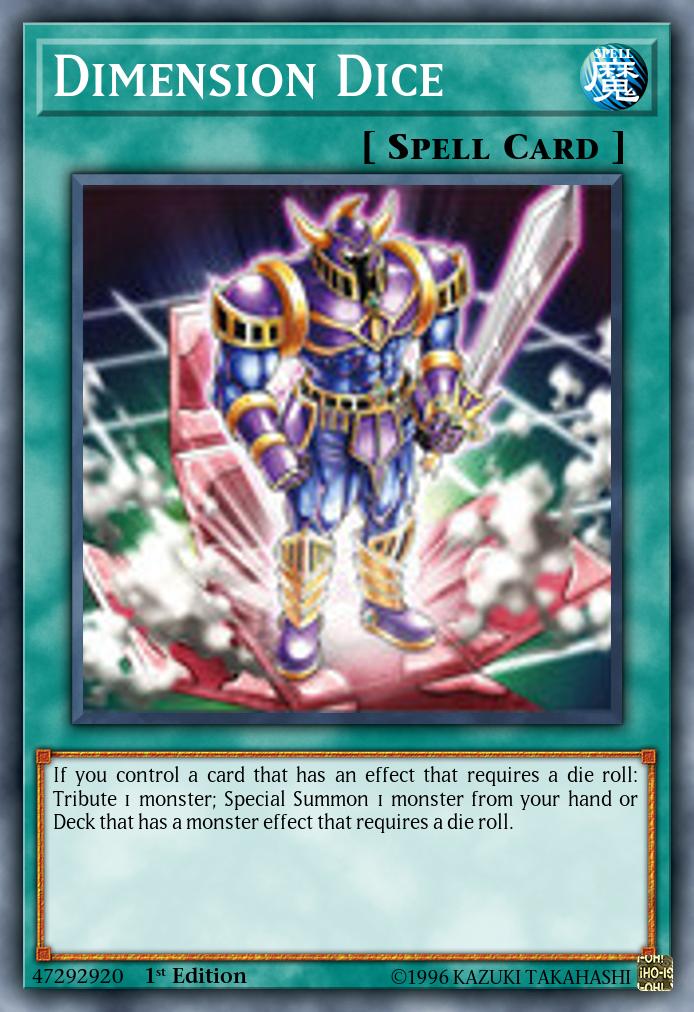 DIMENSION DICE
SPELL
魔
[ SPELL CARD ]
If you control a card that has an effect that requires a die roll:
Tribute 1 monster; Special Summon 1 monster from your hand or
Deck that has a monster effect that requires a die roll.
47292920 1st Edition ©1996 KAZUKI TAKAHASHI